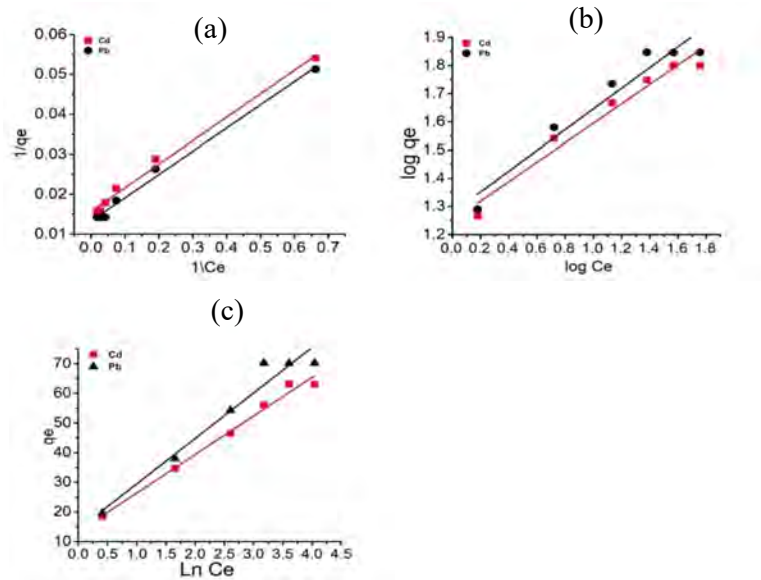 (a)
Cd
Pb
0.06
0.05
0.04
0.03
0.02
0.01
1/qe
0.0 0.1 0.2 0.3 0.4 0.5 0.6 0.7
1\Ce
(b)
Cd
Pb
1.9
1.8
1.7
1.6
1.5
1.4
1.3
1.2
log qe
0.0 0.2 0.4 0.6 0.8 1.0 1.2 1.4 1.6 1.8
log Ce
(c)
Cd
Pb
70
60
50
40
30
20
10
qe
0.0 0.5 1.0 1.5 2.0 2.5 3.0 3.5 4.0 4.5
Ln Ce